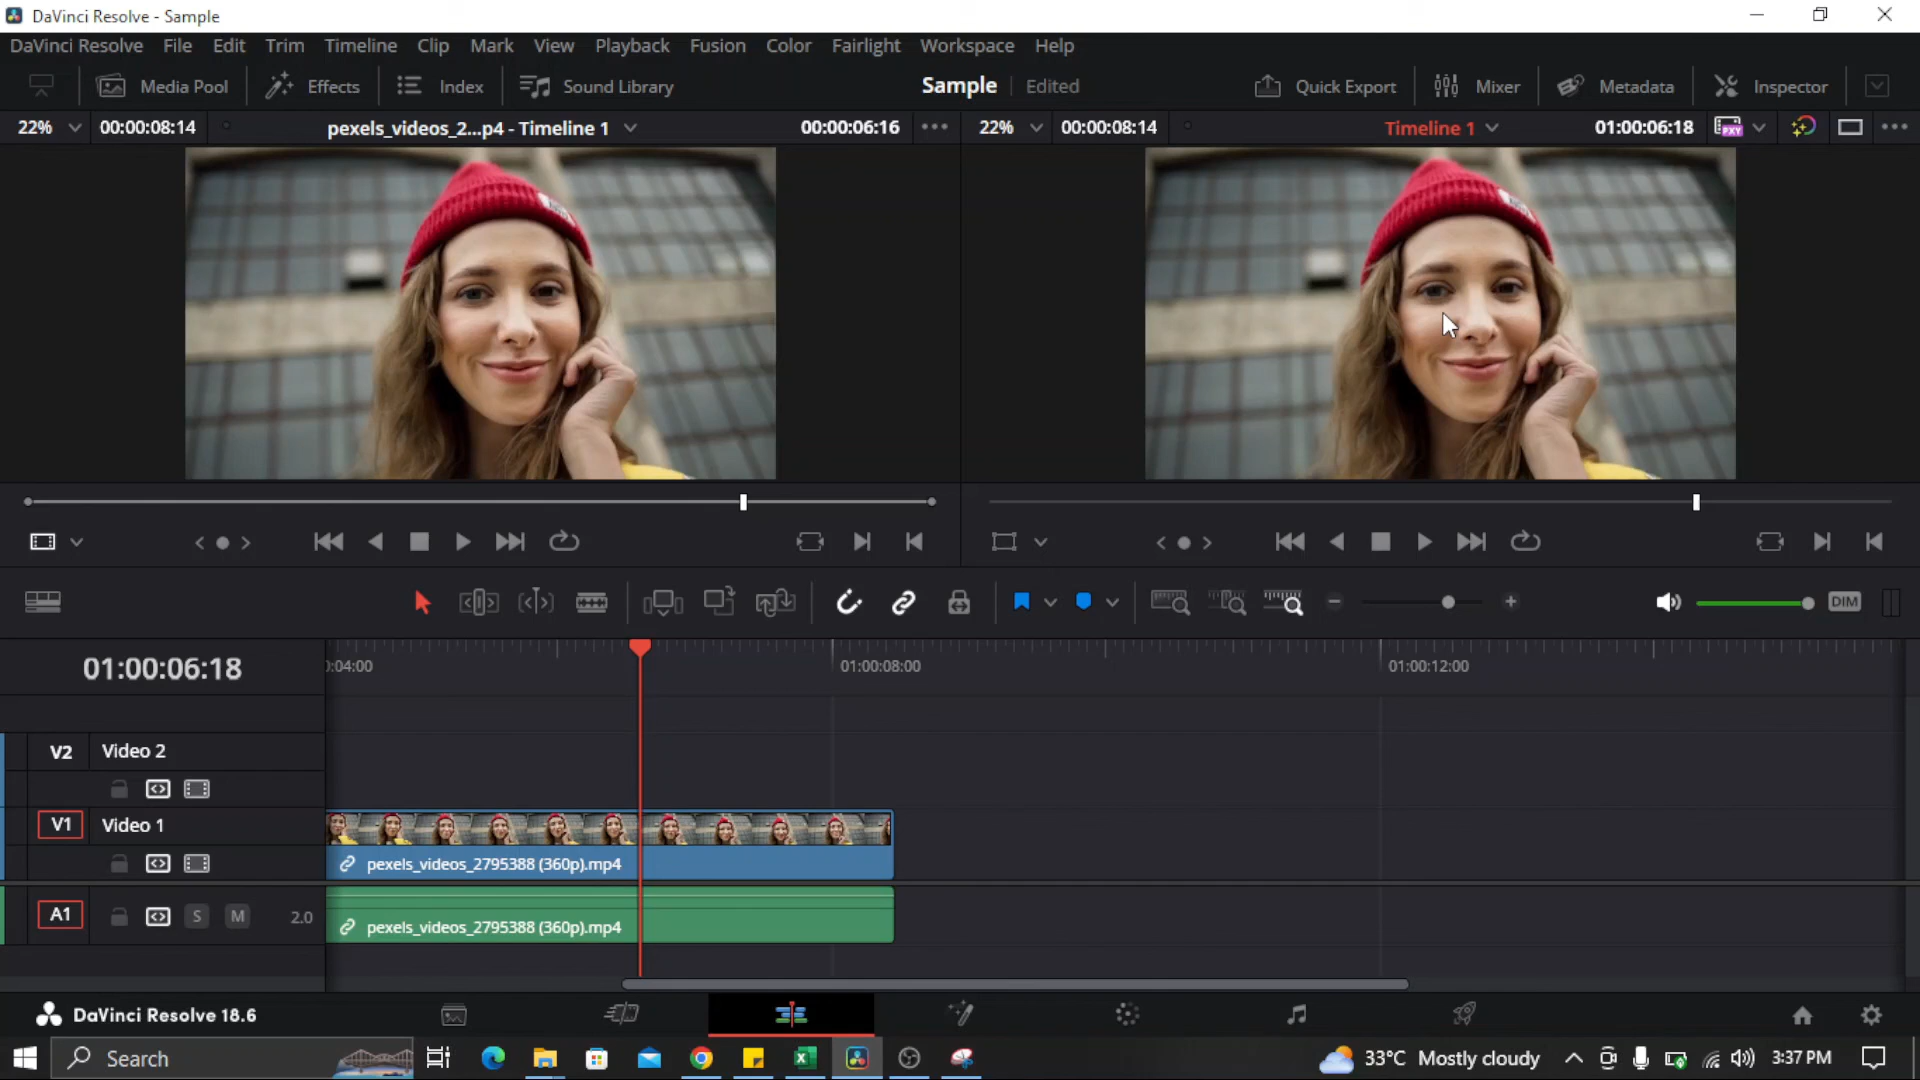 DaVinci Resolve - Sample
DaVinci Resolve File Edit Trim Timeline Clip Mark View Playback Fusion Color Fairlight Workspace Help
Media Pool Effects Index Sound Library Sample Edited Quick Export Mixer Metadata Inspector
22% 00:00:08:14 pexels_videos_2...p4 - Timeline 1 00:00:06:16 22% 00:00:08:14 Timeline 1 01:00:06:18 PXY
DIM
01:00:06:18 0:04:00 01:00:08:00 01:00:12:00
V2 Video 2
V1 Video 1
pexels_videos_2795388 (360p).mp4
A1 S M 2.0
pexels_videos_2795388 (360p).mp4
DaVinci Resolve 18.6
Search 33°C Mostly cloudy 3:37 PM